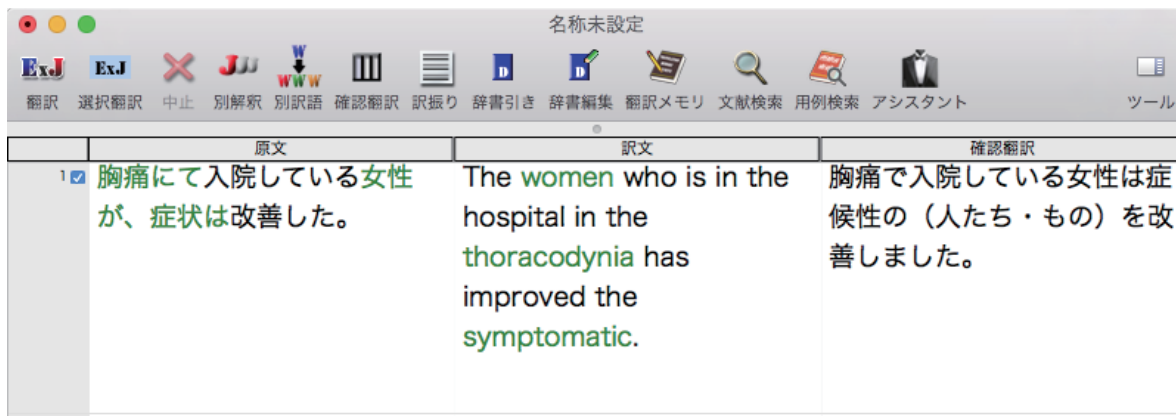 名称未設定
ExJ ExJ J W WWW D D
翻訳 選択翻訳 中止 別解釈 別訳語 確認翻訳 訳振り 辞書引き 辞書編集 翻訳メモリ 文献検索 用例検索 アシスタント ツール
原文 訳文 確認翻訳
1 胸痛にて入院している女性
が、症状は改善した。
The women who is in the
hospital in the
thoracodynia has
improved the
symptomatic.
胸痛で入院している女性は症
候性の（人たち・もの）を改
善しました。